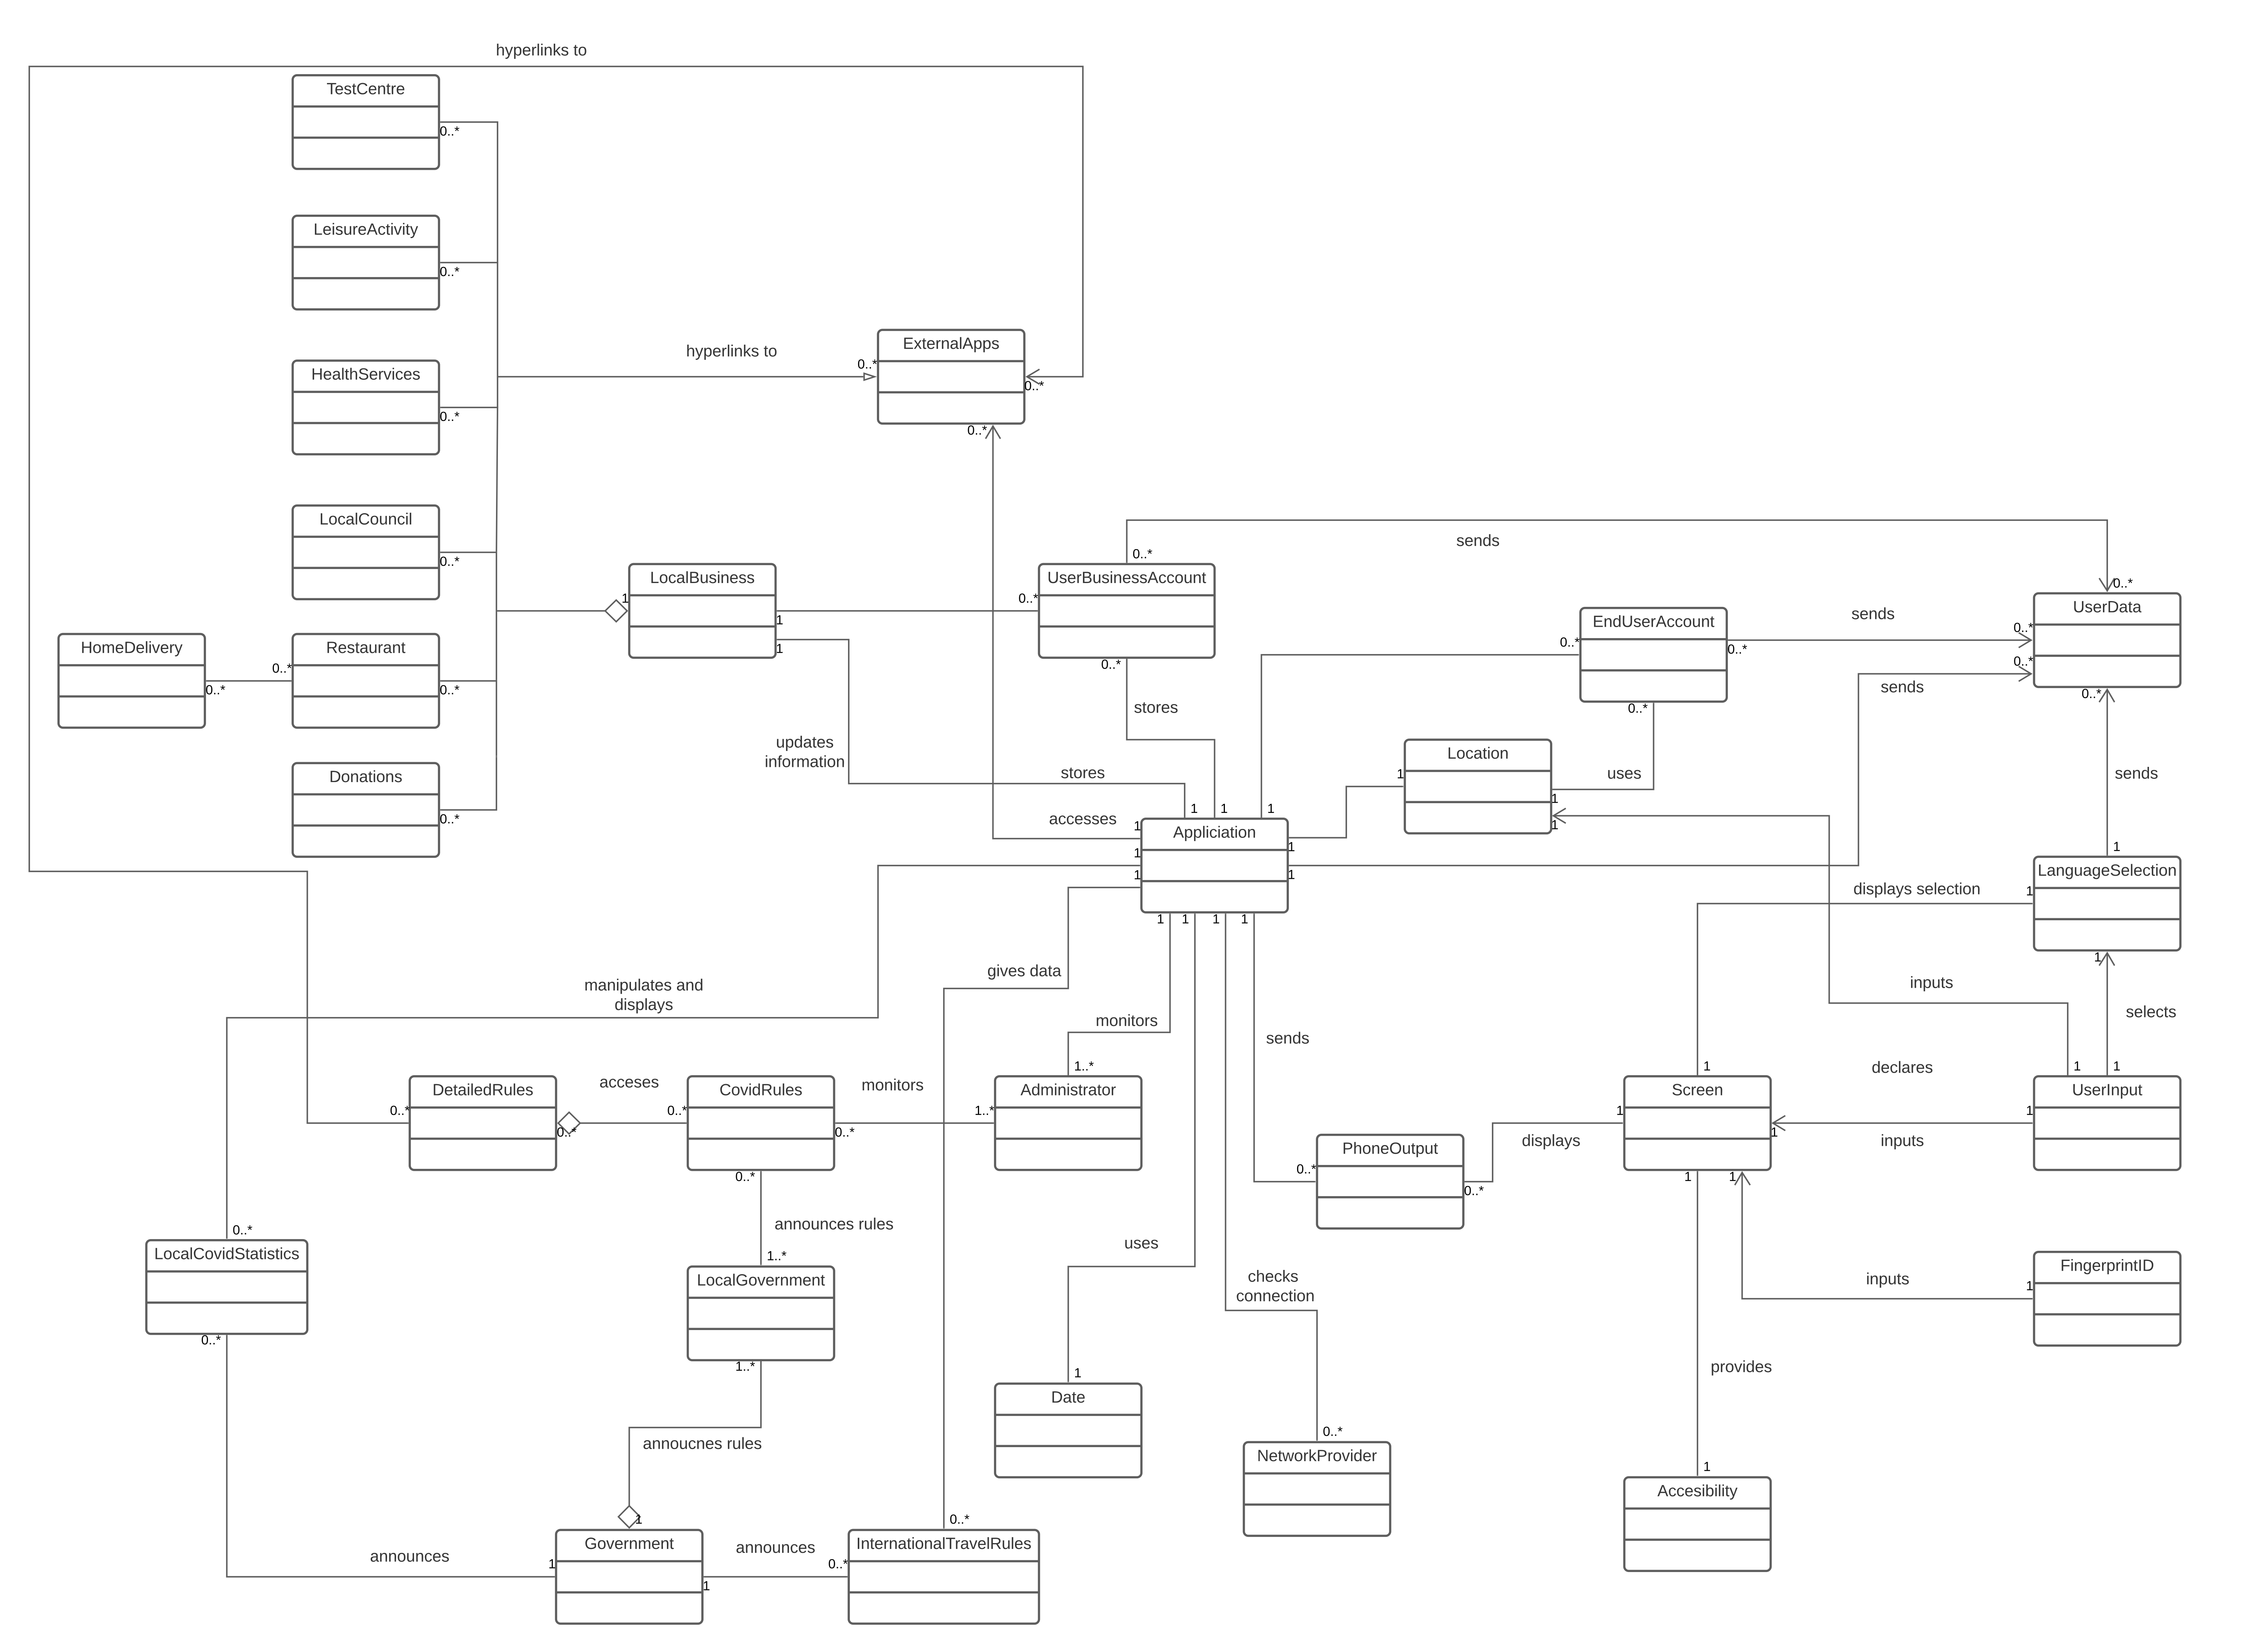 hyperlinks to
TestCentre
0..*
LeisureActivity
0..*
hyperlinks to
0..*
ExternalApps
0..*
0..*
HealthServices
0..*
LocalCouncil
0..*
sends
0..*
0..*
LocalBusiness
1
1
1
UserBusinessAccount
0..*
0..*
EndUserAccount
0..*
0..*
0..*
sends
UserData
0..*
0..*
0..*
sends
HomeDelivery
0..*
Restaurant
0..*
0..*
stores
updates
information
stores
Donations
0..*
Location
1
1
1
uses
sends
accesses
Appliciation
1
1
1
1
1
1
1
1
1
1
1
1
LanguageSelection
1
1
1
displays selection
gives data
manipulates and
displays
monitors
sends
inputs
selects
DetailedRules
0..*
0..*
acceses
CovidRules
0..*
0..*
0..*
monitors
Administrator
1..*
1..*
Screen
1
1
1
1
1
declares
inputs
UserInput
1
1
1
PhoneOutput
0..*
0..*
displays
announces rules
LocalCovidStatistics
0..*
0..*
LocalGovernment
1..*
1..*
uses
checks
connection
inputs
FingerprintID
1
provides
Date
1
NetworkProvider
0..*
Accesibility
1
annoucnes rules
announces
Government
1
1
1
announces
InternationalTravelRules
0..*
0..*